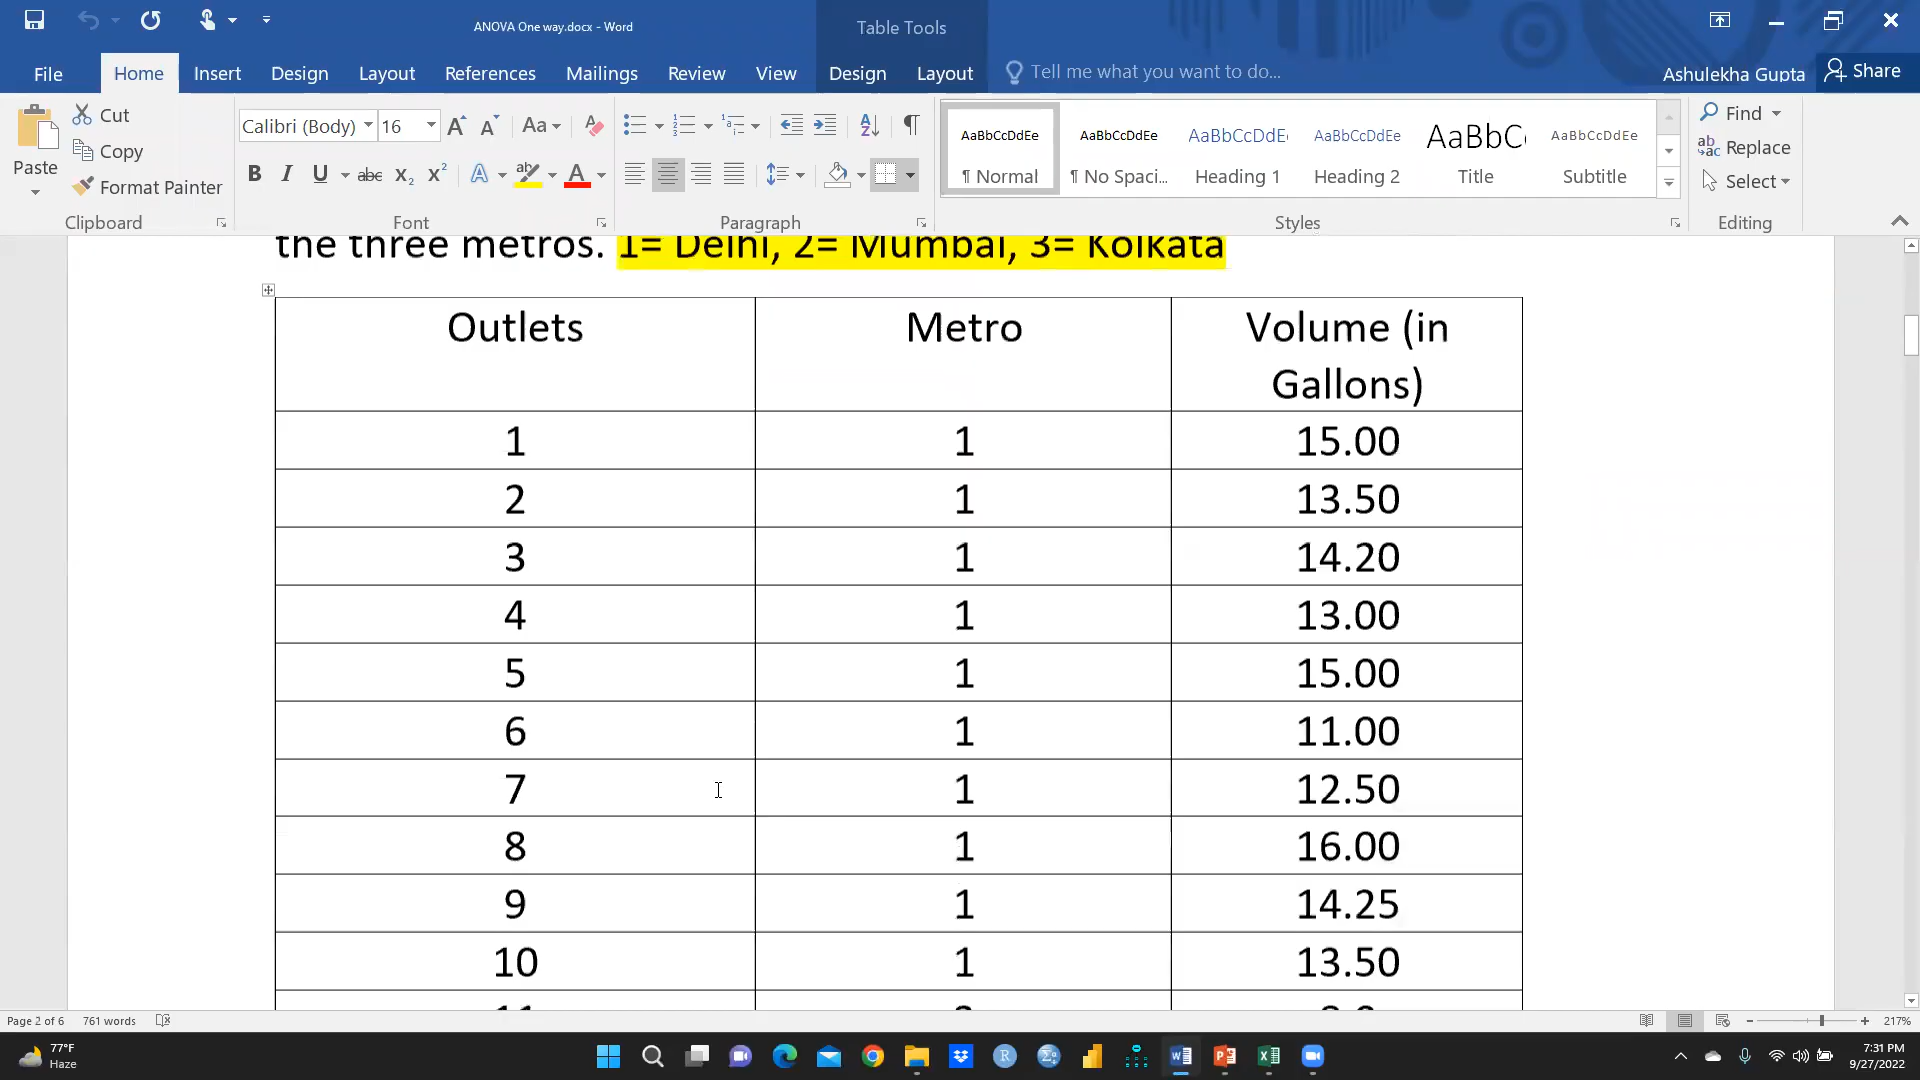 ANOVA One way.docx - Word
Table Tools
File Home Insert Design Layout References Mailings Review View Design Layout Tell me what you want to do...
Ashulekha Gupta Share
Paste
Cut
Copy
Format Painter
Clipboard
Calibri (Body) 16
Font
Paragraph
AaBbCcDdEe
¶ Normal
AaBbCcDdEe
¶ No Spaci...
AaBbCcDdE
Heading 1
AaBbCcDdEe
Heading 2
AaBbC
Title
AaBbCcDdEe
Subtitle
Styles
Find
Replace
Select
Editing
the three metros. 1= Delhi, 2= Mumbai, 3= Kolkata
Outlets Metro Volume (in
Gallons)
1 1 15.00
2 1 13.50
3 1 14.20
4 1 13.00
5 1 15.00
6 1 11.00
7 1 12.50
8 1 16.00
9 1 14.25
10 1 13.50
Page 2 of 6 761 words
217%
77°F
Haze
7:31 PM
9/27/2022